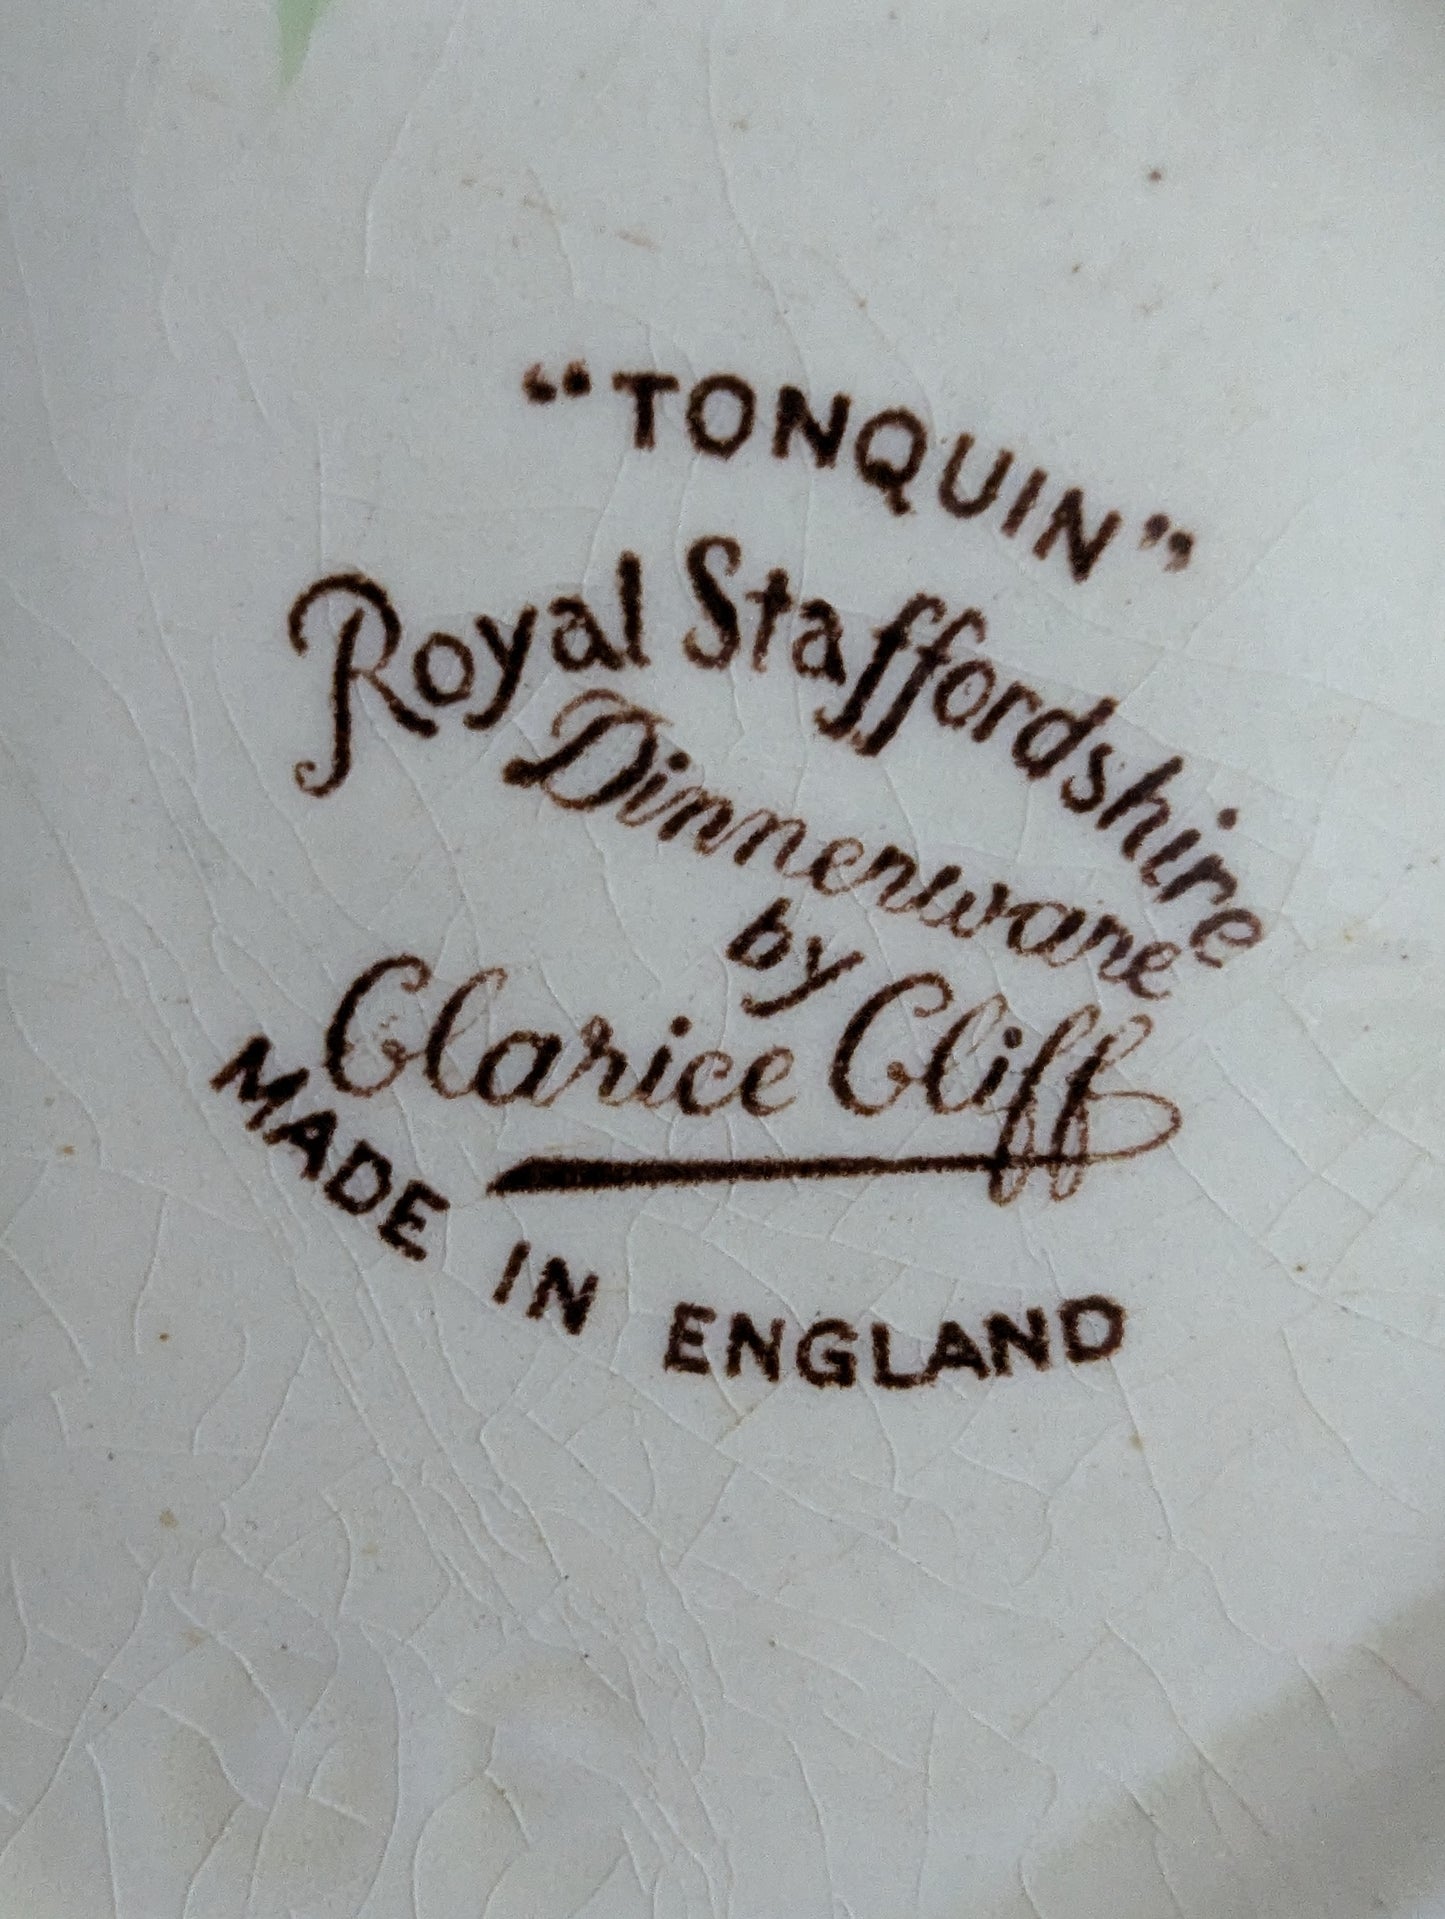 “TONQUIN”
Royal Staffordshire
Dinnerware
by
Clarice Cliff
MADE IN ENGLAND